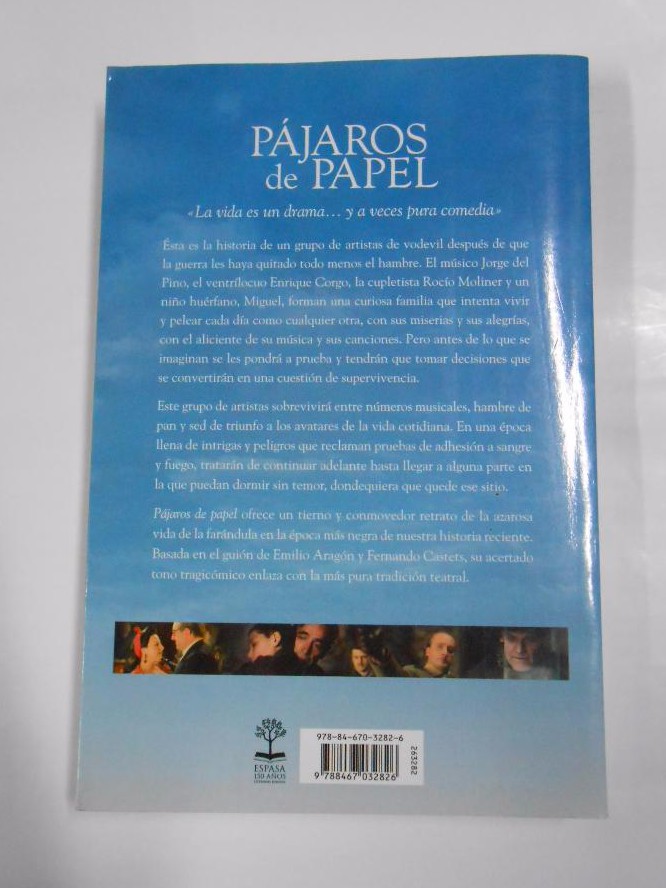 PÁJAROS
de PAPEL
«La vida es un drama... y a veces pura comedia»
Ésta es la historia de un grupo de artistas de vodevil después de que
la guerra les haya quitado todo menos el hambre. El músico Jorge del
Pino, el ventrílocuo Enrique Corgo, la cupletista Rocío Moliner y un
niño huérfano, Miguel, forman una curiosa familia que intenta vivir
y pelear cada día como cualquier otra, con sus miserias y sus alegrías,
con el aliciente de su música y sus canciones. Pero antes de lo que se
imaginan se les pondrá a prueba y tendrán que tomar decisiones que
se convertirán en una cuestión de supervivencia.
Este grupo de artistas sobrevivirá entre números musicales, hambre de
pan y sed de triunfo a los avatares de la vida cotidiana. En una época
llena de intrigas y peligros que reclaman pruebas de adhesión a sangre
y fuego, tratarán de continuar adelante hasta llegar a alguna parte en
la que puedan dormir sin temor, dondequiera que quede ese sitio.
Pájaros de papel ofrece un tierno y conmovedor retrato de la azarosa
vida de la farándula en la época más negra de nuestra historia reciente.
Basada en el guión de Emilio Aragón y Fernando Castets, su acertado
tono tragicómico enlaza con la más pura tradición teatral.
ESPASA
150 AÑOS
978-84-670-3282-6
9 788467 032826
263282